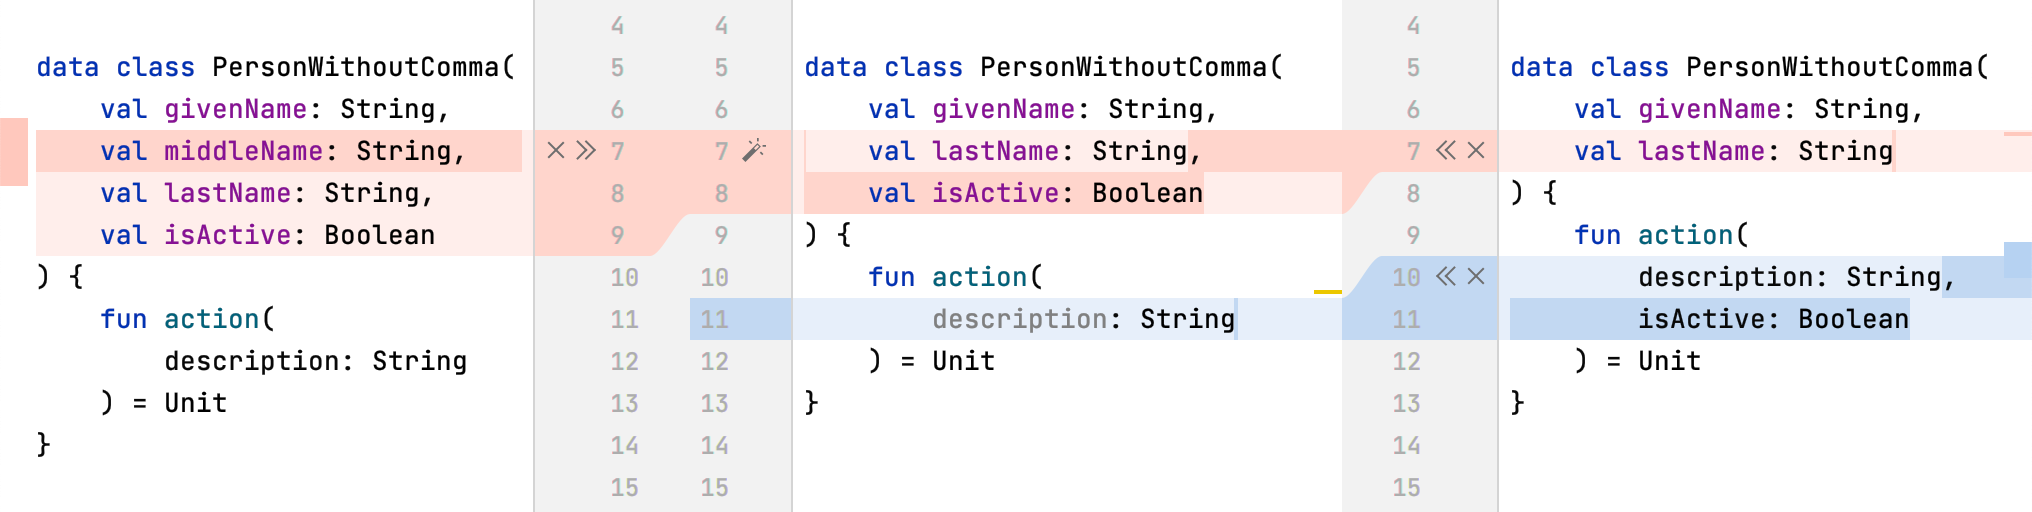 data class PersonWithoutComma(
    val givenName: String,
    val middleName: String,
    val lastName: String,
    val isActive: Boolean
) {
    fun action(
        description: String
    ) = Unit
}
4
5
6
7
8
9
10
11
12
13
14
15
4
5
6
7
8
9
10
11
12
13
14
15
data class PersonWithoutComma(
    val givenName: String,
    val lastName: String,
    val isActive: Boolean
) {
    fun action(
        description: String
    ) = Unit
}
4
5
6
7
8
9
10
11
12
13
14
15
data class PersonWithoutComma(
    val givenName: String,
    val lastName: String
) {
    fun action(
        description: String,
        isActive: Boolean
    ) = Unit
}